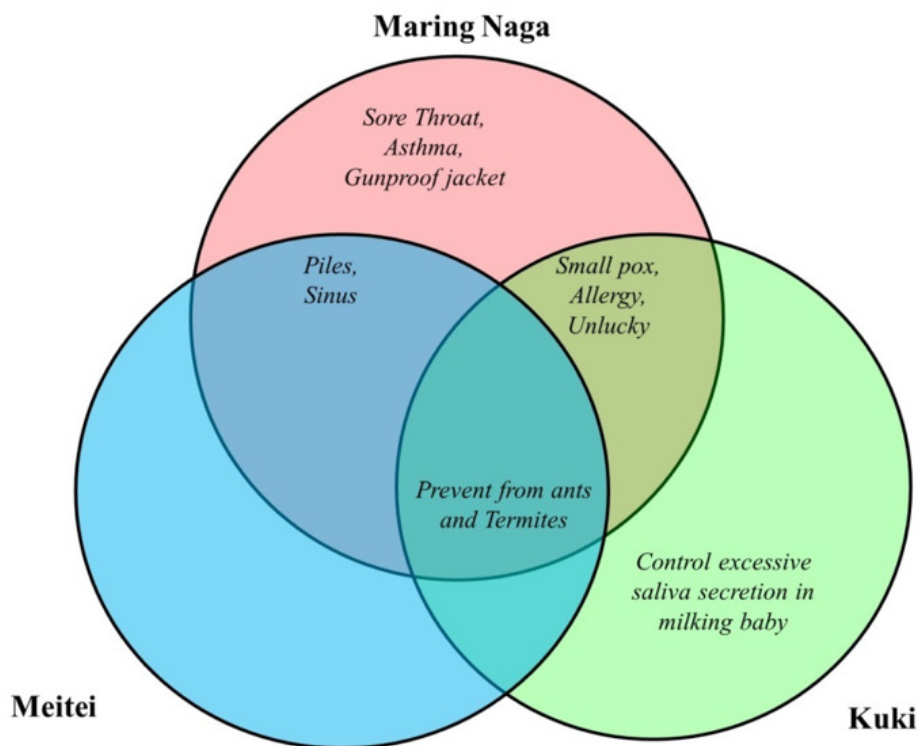 Maring Naga
Sore Throat,
Asthma,
Gunproof jacket
Piles,
Sinus
Small pox,
Allergy,
Unlucky
Prevent from ants
and Termites
Control excessive
saliva secretion in
milking baby
Meitei
Kuki